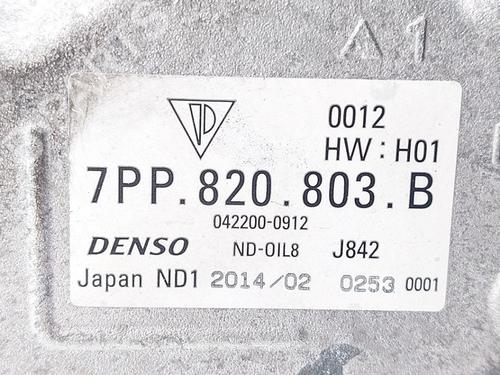 A1
0012
HW : H01
7PP.820.803.B
042200-0912
DENSO ND-OIL8 J842
Japan ND1 2014/02 0253 0001